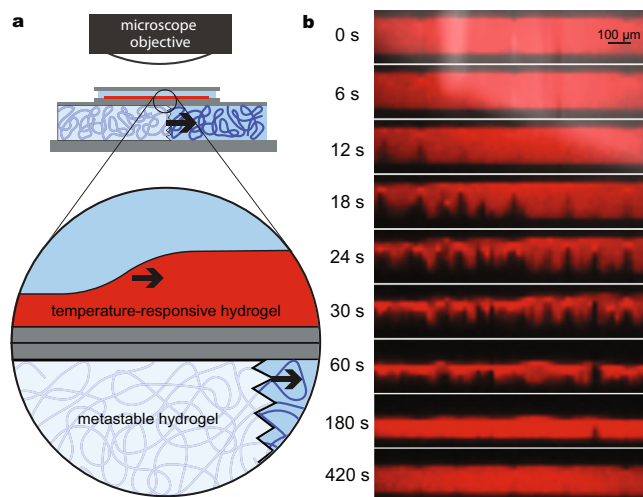 a
microscope
objective
temperature-responsive hydrogel
metastable hydrogel
b
0 s
100 µm
6 s
12 s
18 s
24 s
30 s
60 s
180 s
420 s